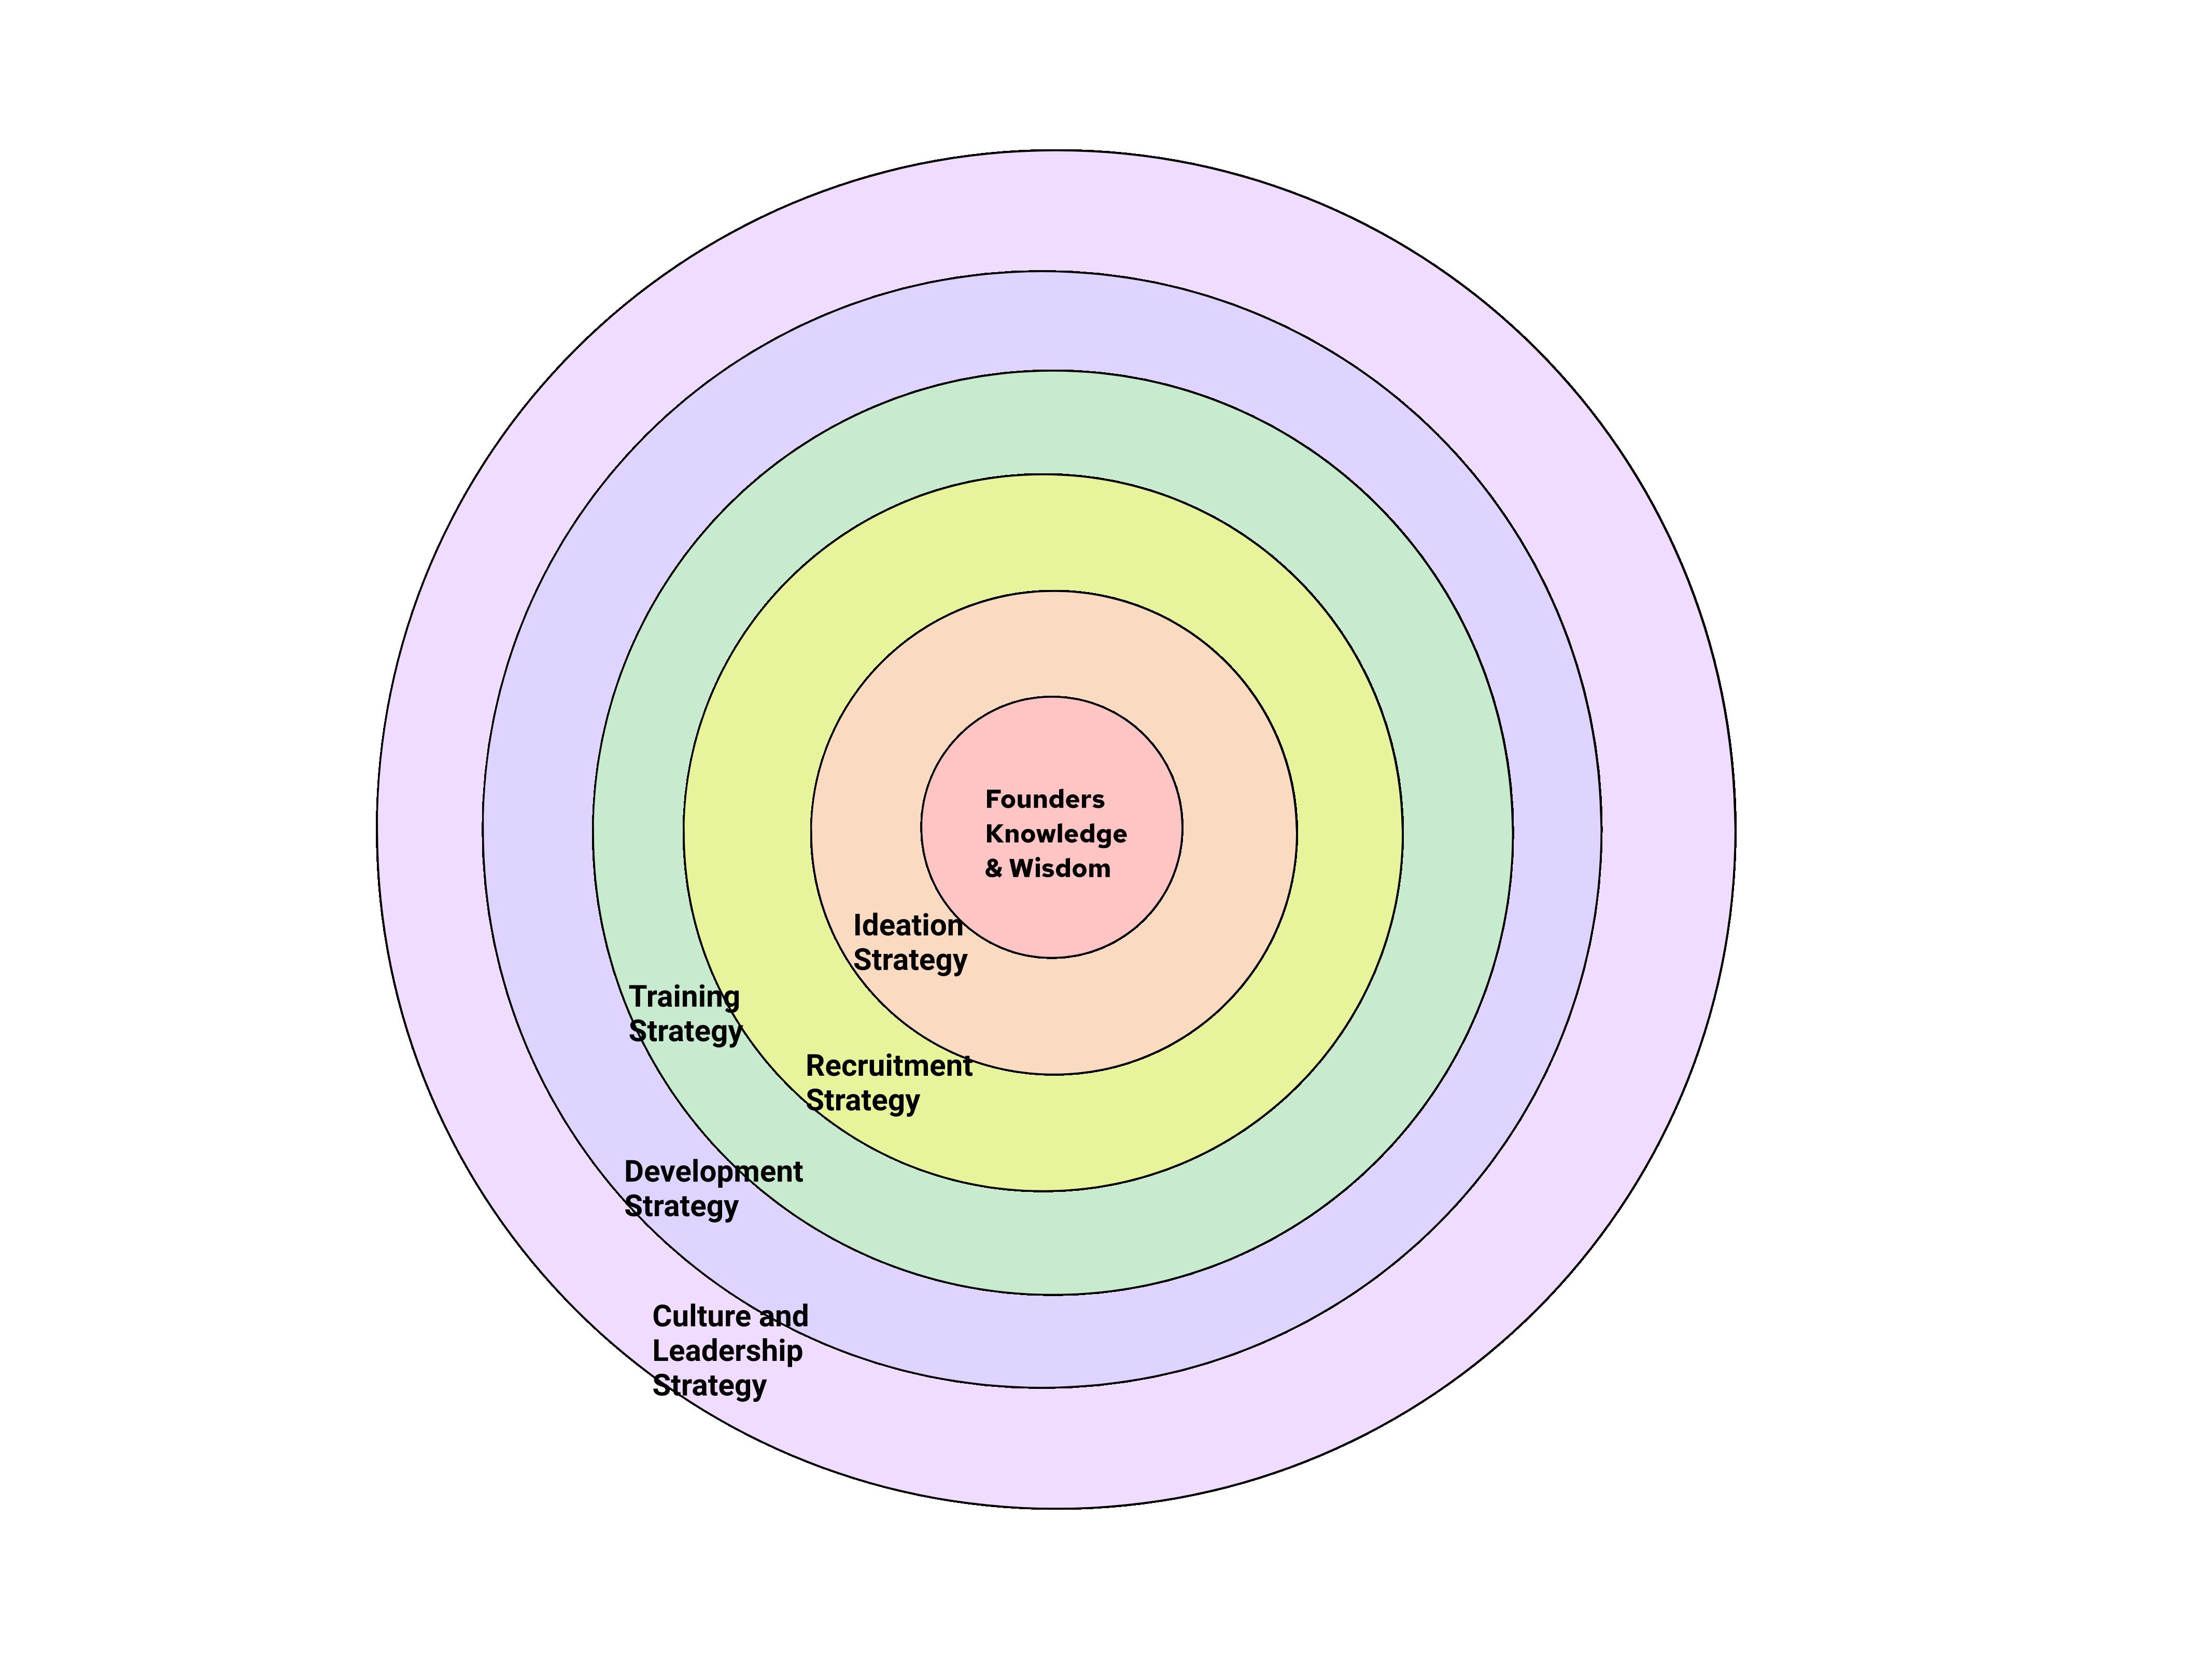 Founders
Knowledge
& Wisdom
Ideation
Strategy
Training
Strategy
Recruitment
Strategy
Development
Strategy
Culture and
Leadership
Strategy